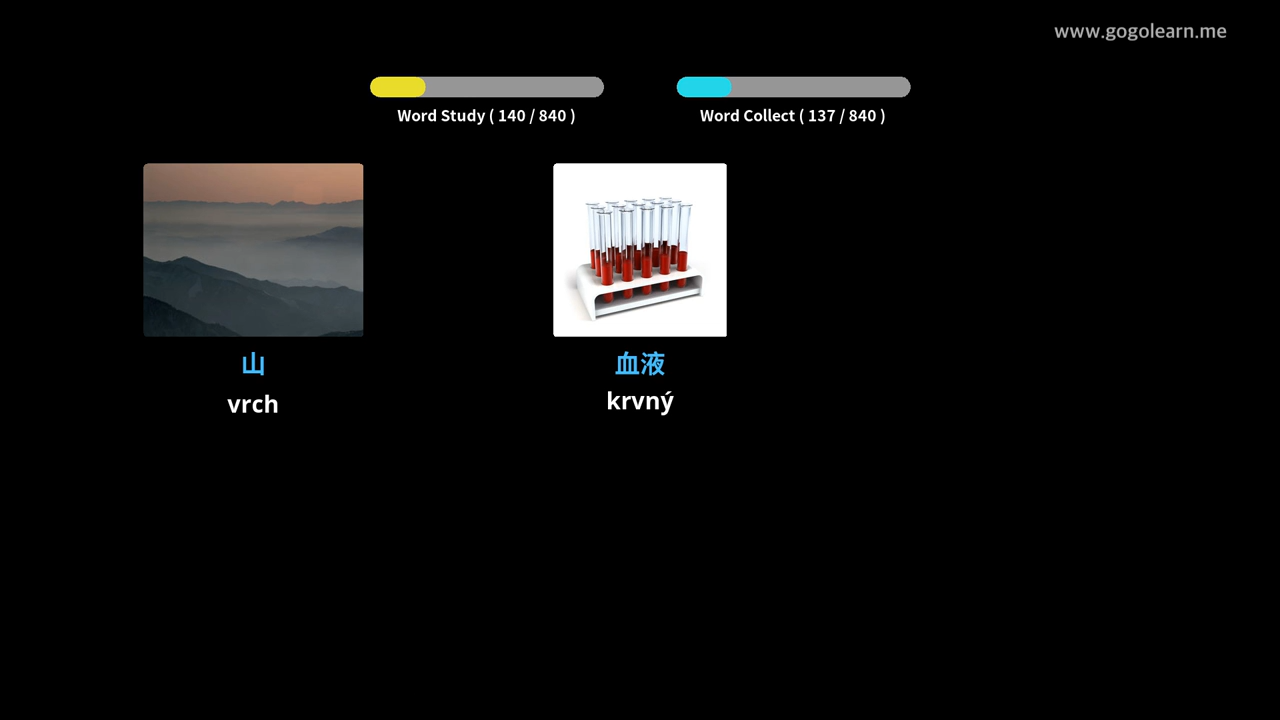 www.gogolearn.me
Word Study ( 140 / 840 )
Word Collect ( 137 / 840 )
山
vrch
血液
krvný